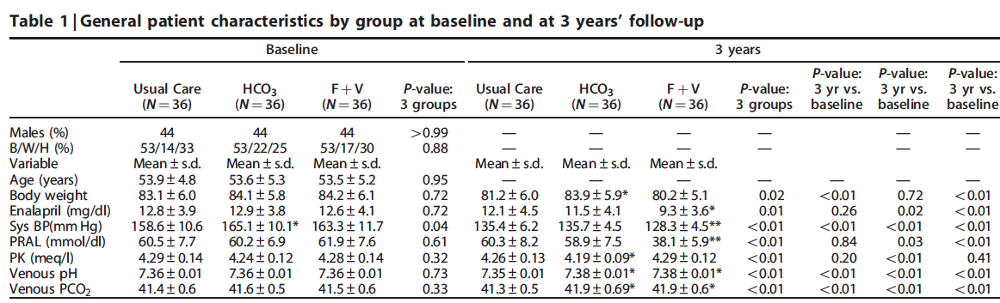 Table 1 | General patient characteristics by group at baseline and at 3 years’ follow-up
Baseline 3 years
P-value: P-value: P-value:
Usual Care HCO3 F + V P-value: Usual Care HCO3 F + V P-value: 3 yr vs. 3 yr vs. 3 yr vs.
(N = 36) (N = 36) (N = 36) 3 groups (N = 36) (N = 36) (N = 36) 3 groups baseline baseline baseline
Males (%) 44 44 44 >0.99 — — — — — —
B/W/H (%) 53/14/33 53/22/25 53/17/30 0.88 — — — — — —
Variable Mean ± s.d. Mean ± s.d. Mean ± s.d. Mean ± s.d. Mean ± s.d. Mean ± s.d.
Age (years) 53.9 ± 4.8 53.6 ± 5.3 53.5 ± 5.2 0.95 — — — — — —
Body weight 83.1 ± 6.0 84.1 ± 5.8 84.2 ± 6.1 0.72 81.2 ± 6.0 83.9 ± 5.9* 80.2 ± 5.1 0.02 <0.01 0.72 <0.01
Enalapril (mg/dl) 12.8 ± 3.9 12.9 ± 3.8 12.6 ± 4.1 0.72 12.1 ± 4.5 11.5 ± 4.1 9.3 ± 3.6* 0.01 0.26 0.02 <0.01
Sys BP(mm Hg) 158.6 ± 10.6 165.1 ± 10.1* 163.3 ± 11.7 0.04 135.4 ± 6.2 135.7 ± 4.5 128.3 ± 4.5** <0.01 <0.01 <0.01 <0.01
PRAL (mmol/dl) 60.5 ± 7.7 60.2 ± 6.9 61.9 ± 7.6 0.61 60.3 ± 8.2 58.9 ± 7.5 38.1 ± 5.9** <0.01 0.84 0.03 <0.01
PK (meq/l) 4.29 ± 0.14 4.24 ± 0.12 4.28 ± 0.14 0.32 4.26 ± 0.13 4.19 ± 0.09* 4.29 ± 0.12 <0.01 0.20 <0.01 0.41
Venous pH 7.36 ± 0.01 7.36 ± 0.01 7.36 ± 0.01 0.73 7.35 ± 0.01 7.38 ± 0.01* 7.38 ± 0.01* <0.01 <0.01 <0.01 <0.01
Venous PCO2 41.4 ± 0.6 41.6 ± 0.5 41.5 ± 0.6 0.33 41.3 ± 0.5 41.9 ± 0.69* 41.9 ± 0.6* <0.01 <0.01 <0.01 <0.01